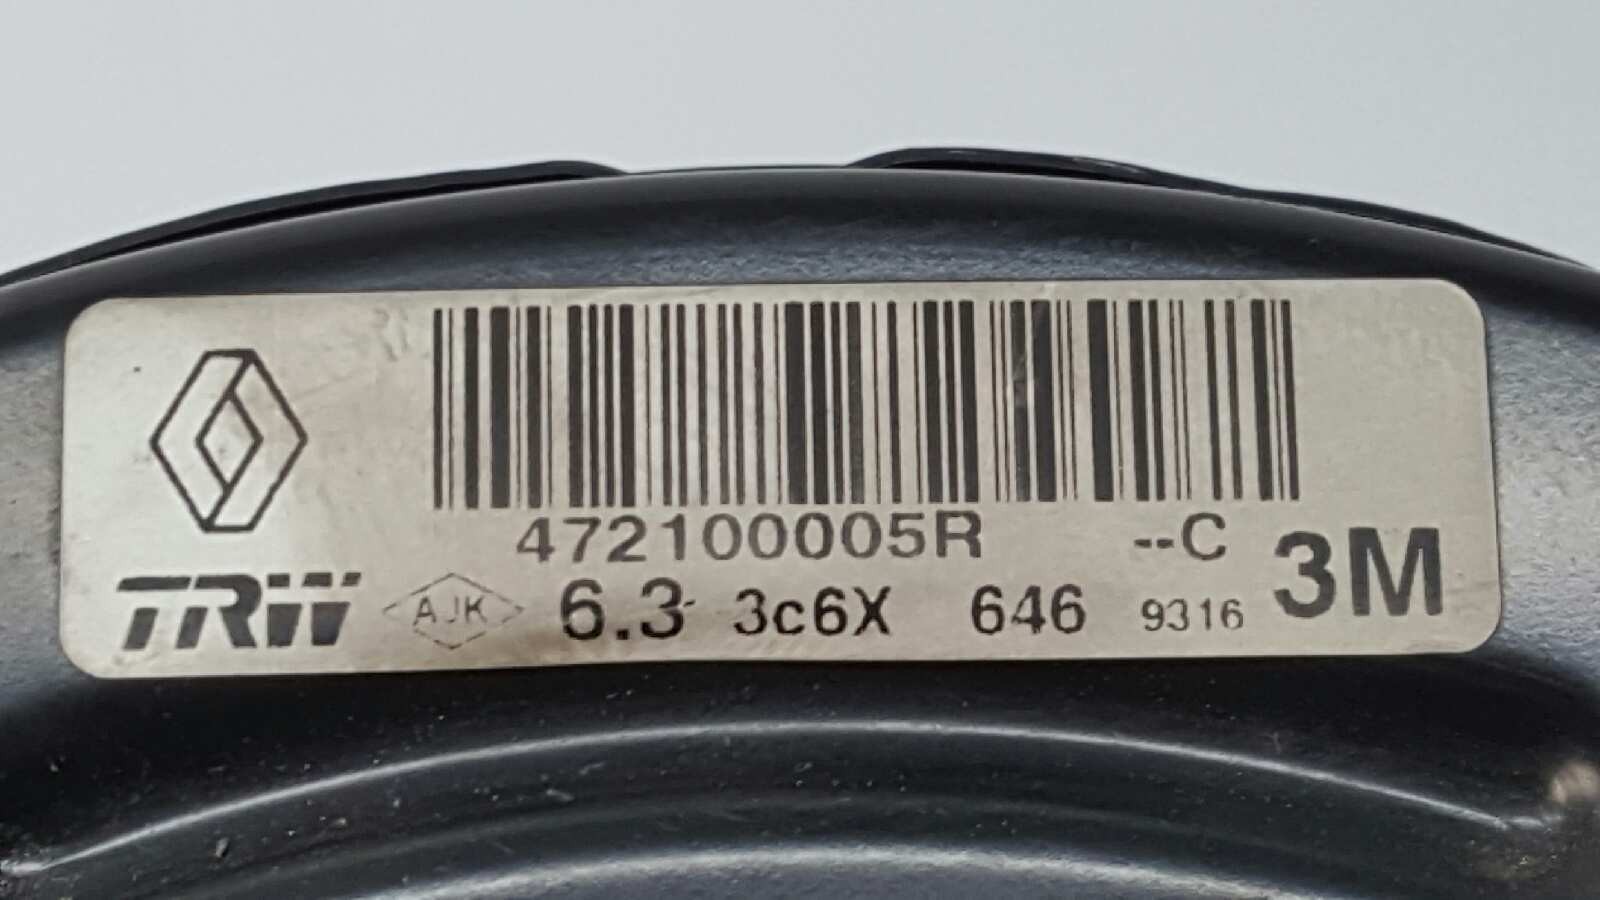 472100005R --C
TRW AJK 6.3 3c6X 646 9316 3M